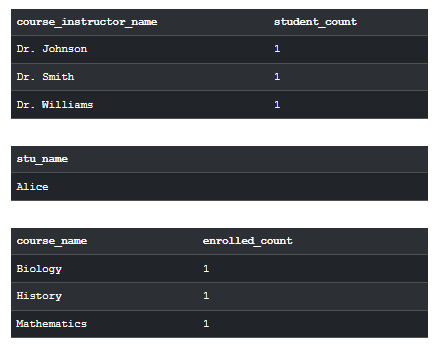 course_instructor_name student_count
Dr. Johnson 1
Dr. Smith 1
Dr. Williams 1
stu_name
Alice
course_name enrolled_count
Biology 1
History 1
Mathematics 1